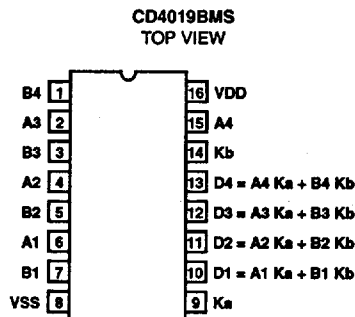 CD4019BMS
TOP VIEW
B4 1
A3 2
B3 3
A2 4
B2 5
A1 6
B1 7
VSS 8
16 VDD
15 A4
14 Kb
13 D4 = A4 Ka + B4 Kb
12 D3 = A3 Ka + B3 Kb
11 D2 = A2 Ka + B2 Kb
10 D1 = A1 Ka + B1 Kb
9 Ka